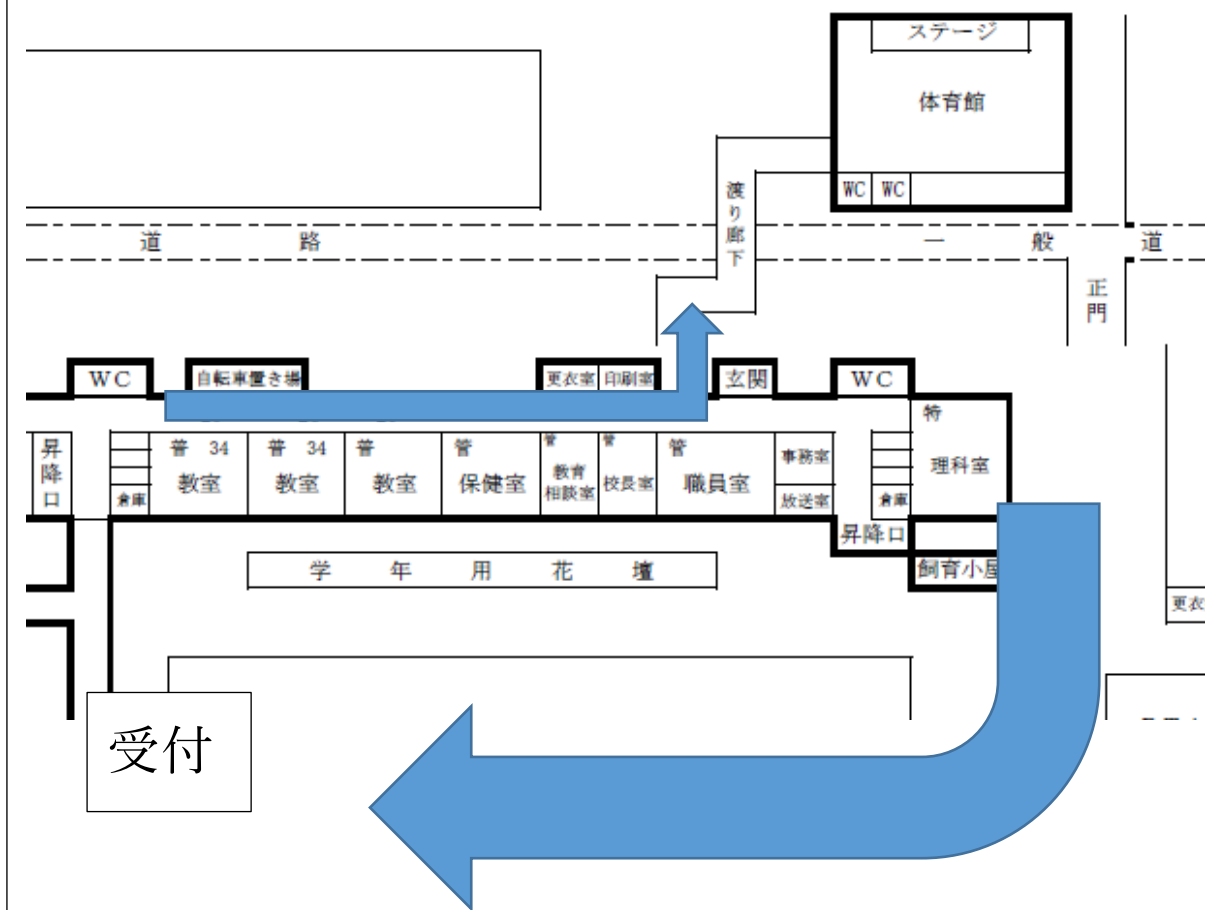 ステージ
体育館
WC WC
渡り廊下
道路
一般道
正門
WC
自転車置き場
更衣室 印刷室
玄関
WC
昇降口
倉庫
普 34
教室
普 34
教室
普
教室
管
保健室
管
教育
相談室
管
校長室
管
職員室
事務室
放送室
倉庫
特
理科室
昇降口
飼育小屋
学年用花壇
更衣
受付